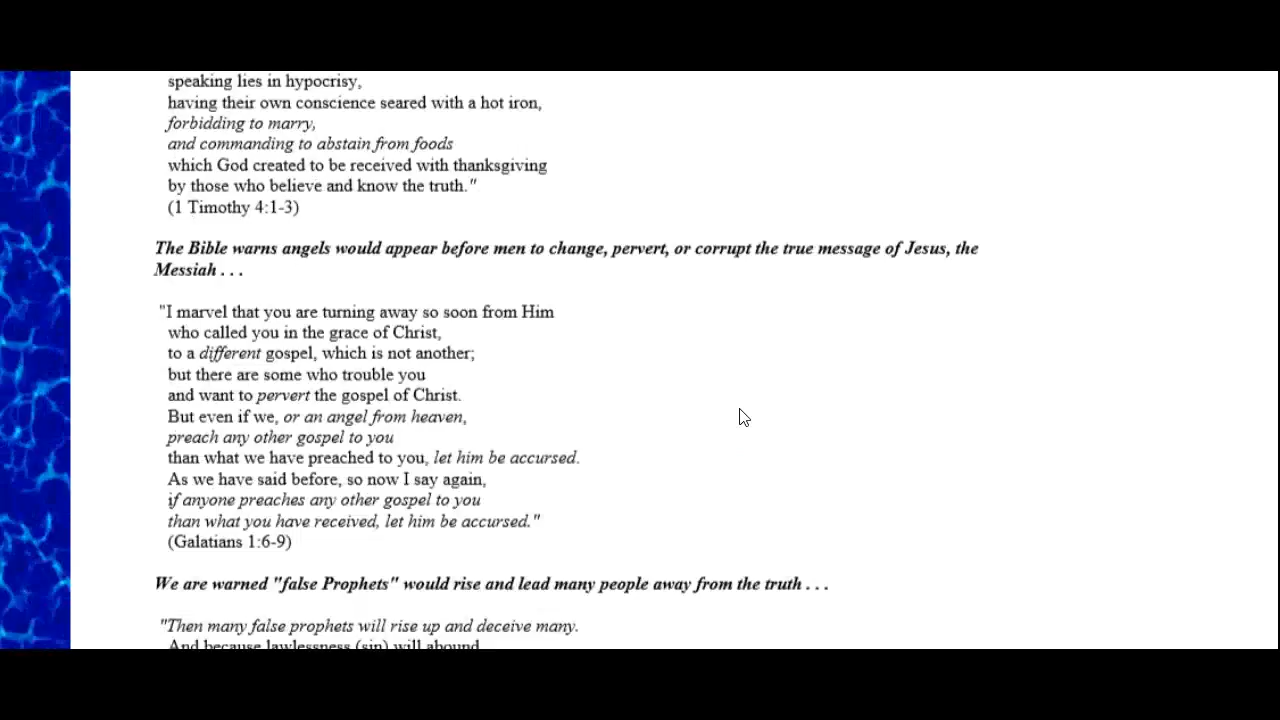 speaking lies in hypocrisy,
having their own conscience seared with a hot iron,
forbidding to marry,
and commanding to abstain from foods
which God created to be received with thanksgiving
by those who believe and know the truth."
(1 Timothy 4:1-3)
The Bible warns angels would appear before men to change, pervert, or corrupt the true message of Jesus, the
Messiah . . .
"I marvel that you are turning away so soon from Him
who called you in the grace of Christ,
to a different gospel, which is not another;
but there are some who trouble you
and want to pervert the gospel of Christ.
But even if we, or an angel from heaven,
preach any other gospel to you
than what we have preached to you, let him be accursed.
As we have said before, so now I say again,
if anyone preaches any other gospel to you
than what you have received, let him be accursed."
(Galatians 1:6-9)
We are warned "false Prophets" would rise and lead many people away from the truth . . .
"Then many false prophets will rise up and deceive many.
And because lawlessness (sin) will abound